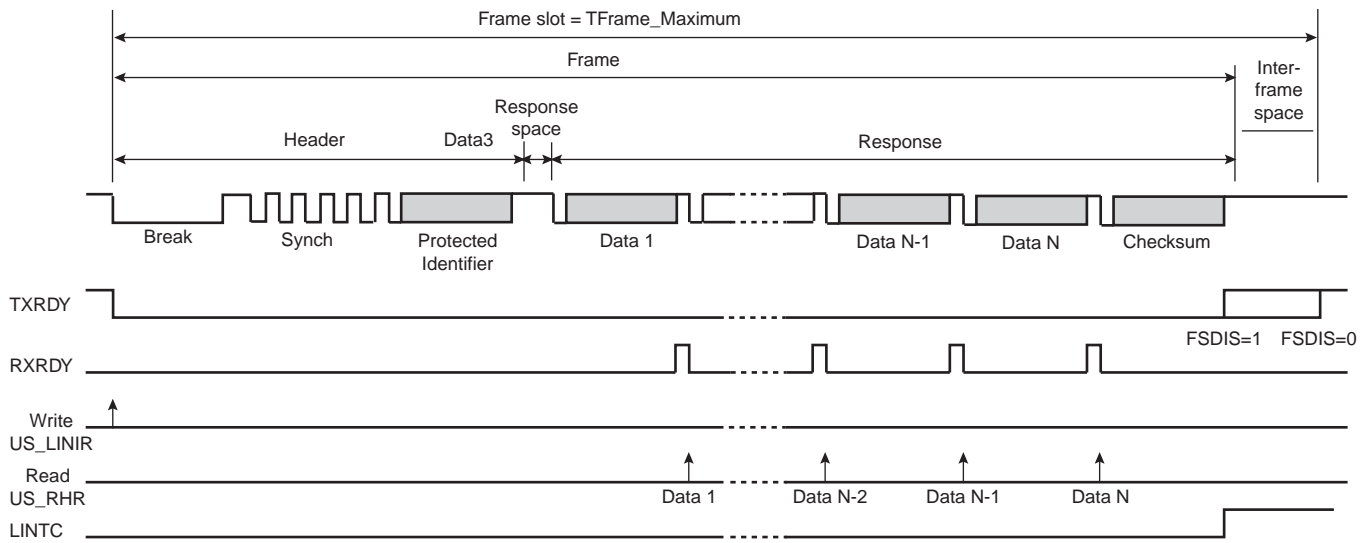 Frame slot = TFrame_Maximum
Frame
Inter-
frame
space
Response
space
Header
Data3
Response
Break
Synch
Protected
Identifier
Data 1
Data N-1
Data N
Checksum
TXRDY
FSDIS=1
FSDIS=0
RXRDY
Write
US_LINIR
Read
US_RHR
Data 1
Data N-2
Data N-1
Data N
LINTC